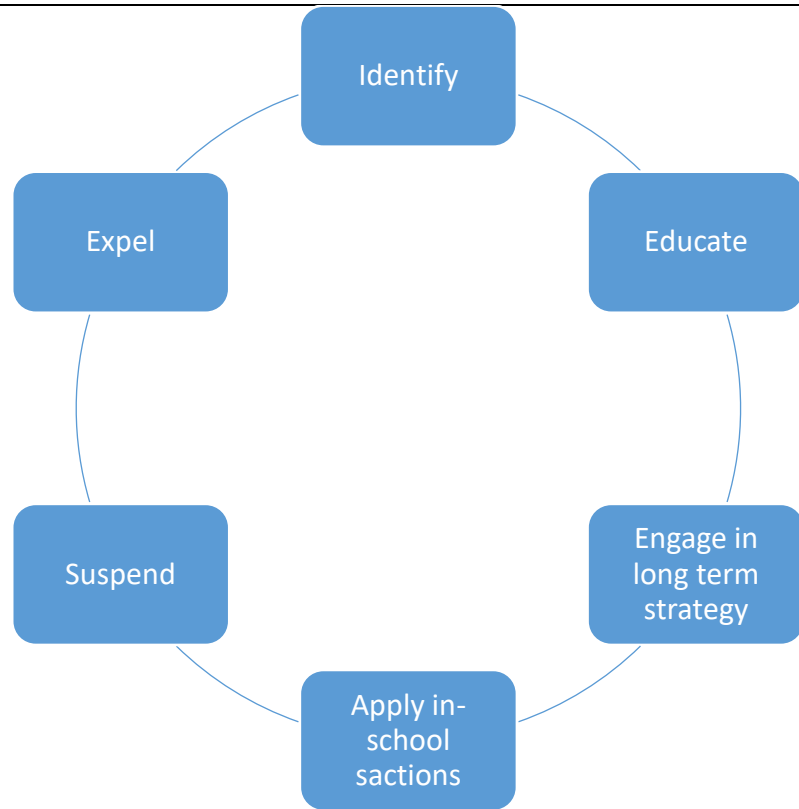 Identify
Educate
Engage in
long term
strategy
Apply in-
school
sactions
Suspend
Expel